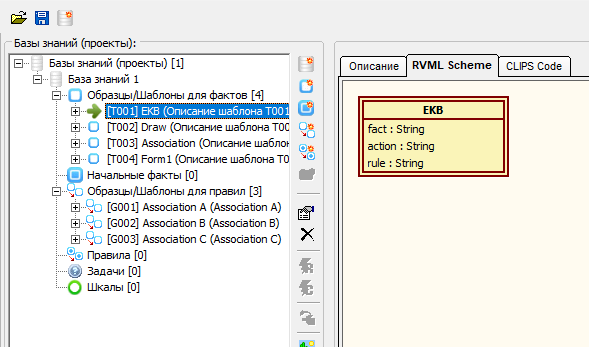 Базы знаний (проекты):
Базы знаний (проекты) [1]
База знаний 1
Образцы/Шаблоны для фактов [4]
[T001] EKB (Описание шаблона T001
[T002] Draw (Описание шаблона T0
[T003] Association (Описание шабло
[T004] Form1 (Описание шаблона T0
Начальные факты [0]
Образцы/Шаблоны для правил [3]
[G001] Association A (Association A)
[G002] Association B (Association B)
[G003] Association C (Association C)
Правила [0]
Задачи [0]
Шкалы [0]
Описание
RVML Scheme
CLIPS Code
EKB
fact : String
action : String
rule : String